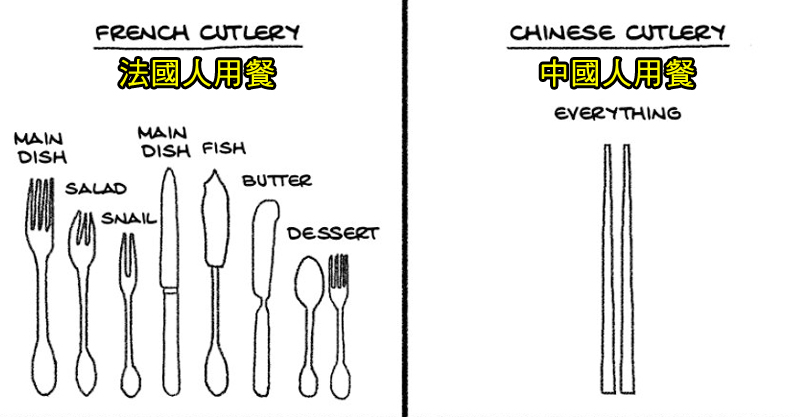 FRENCH CUTLERY
法國人用餐
MAIN
DISH
SALAD
SNAIL
MAIN
DISH
FISH
BUTTER
DESSERT
CHINESE CUTLERY
中國人用餐
EVERYTHING